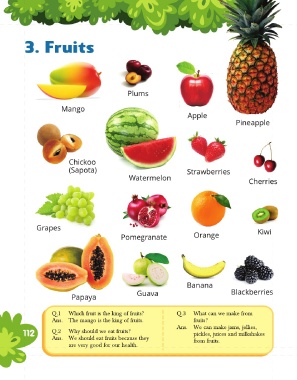 3. Fruits
Mango
Plums
Apple
Pineapple
Chickoo
(Sapota)
Watermelon
Strawberries
Cherries
Grapes
Pomegranate
Orange
Kiwi
Papaya
Guava
Banana
Blackberries
Q.1 Which fruit is the king of fruits?
Ans. The mango is the king of fruits.
Q.2 Why should we eat fruits?
Ans. We should eat fruits because they
are very good for our health.
Q.3 What can we make from
fruits?
Ans. We can make jams, jellies,
pickles, juices and milkshakes
from fruits.
112